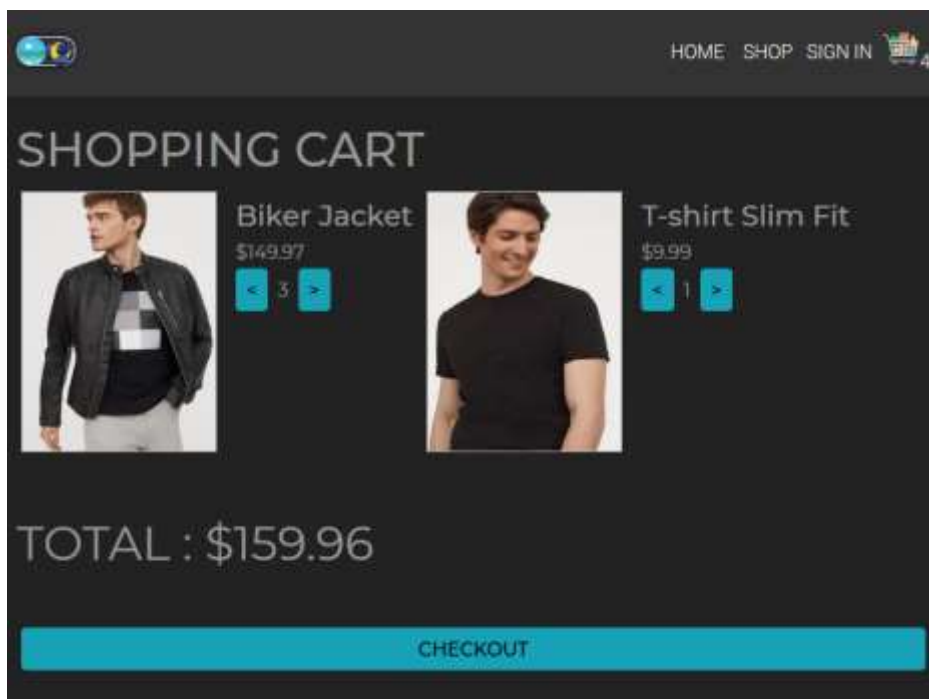 HOME SHOP SIGN IN 4
SHOPPING CART
Biker Jacket
$149.97
< 3 >
T-shirt Slim Fit
$9.99
< 1 >
TOTAL : $159.96
CHECKOUT